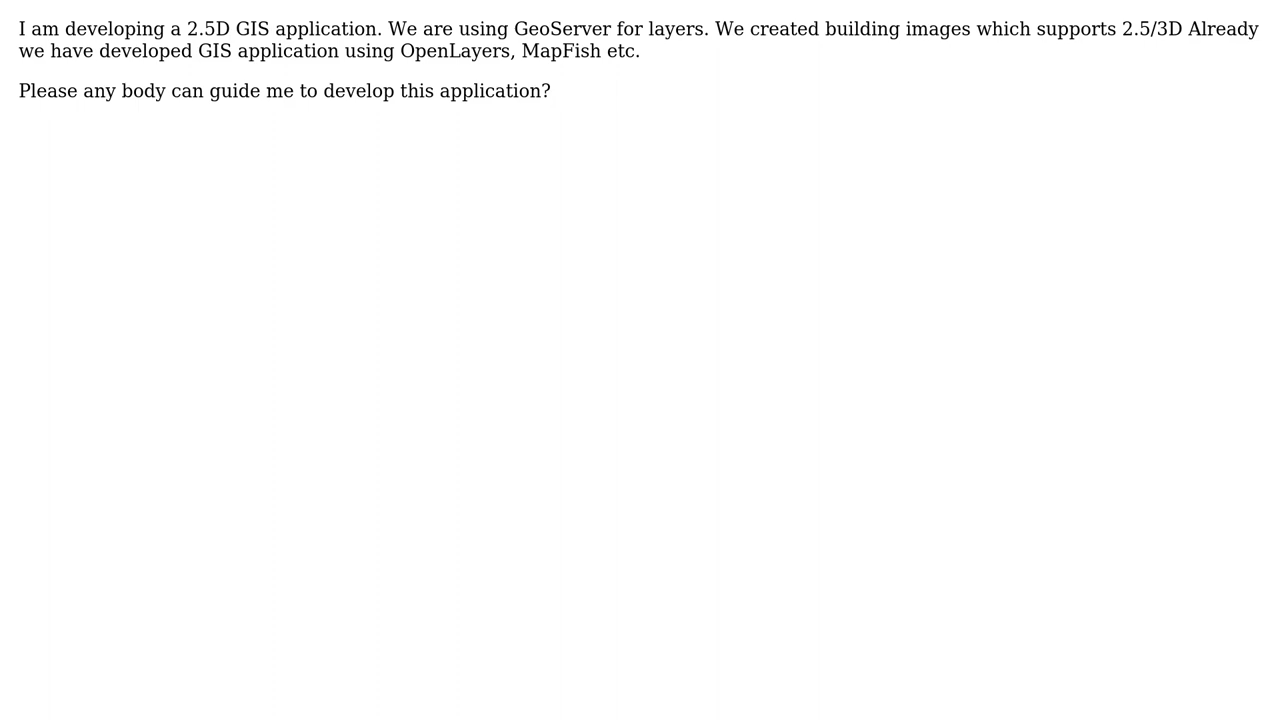 I am developing a 2.5D GIS application. We are using GeoServer for layers. We created building images which supports 2.5/3D Already
we have developed GIS application using OpenLayers, MapFish etc.
Please any body can guide me to develop this application?